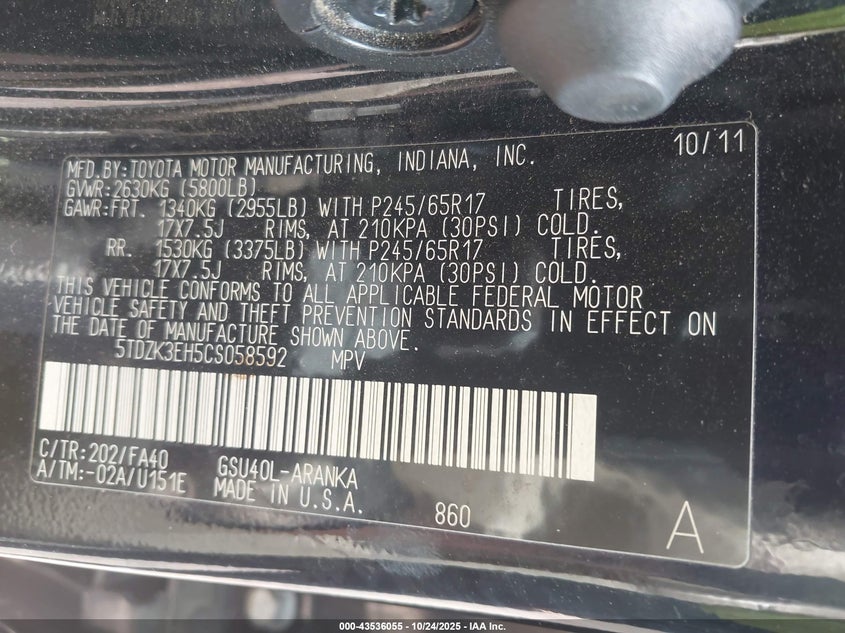 10/11
MFD.BY:TOYOTA MOTOR MANUFACTURING, INDIANA, INC.
GVWR:2630KG (5800LB)
GAWR:FRT. 1340KG (2955LB) WITH P245/65R17 TIRES,
17X7.5J RIMS, AT 210KPA (30PSI) COLD.
RR. 1530KG (3375LB) WITH P245/65R17 TIRES,
17X7.5J RIMS, AT 210KPA (30PSI) COLD.
THIS VEHICLE CONFORMS TO ALL APPLICABLE FEDERAL MOTOR
VEHICLE SAFETY AND THEFT PREVENTION STANDARDS IN EFFECT ON
THE DATE OF MANUFACTURE SHOWN ABOVE.
5TDZK3EH5CS058592 MPV
C/TR:202/FA40 GSU40L-ARANKA
A/TM:-02A/U151E MADE IN U.S.A.
860 A
000-43536055 - 10/24/2025 - IAA Inc.